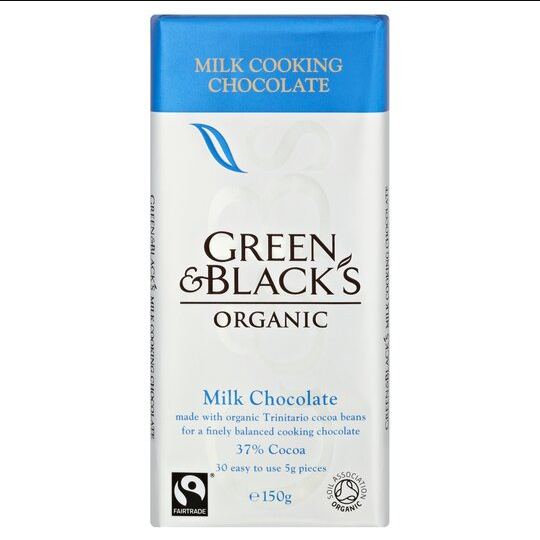 MILK COOKING
CHOCOLATE
GREEN
&BLACK'S
ORGANIC
Milk Chocolate
made with organic Trinitario cocoa beans
for a finely balanced cooking chocolate
37% Cocoa
30 easy to use 5g pieces
℮150g
FAIRTRADE
®
SOIL ASSOCIATION
ORGANIC
GREEN&BLACK'S MILK COOKING CHOCOLATE
GREEN&BLACK'S MILK COOKING CHOCOLATE